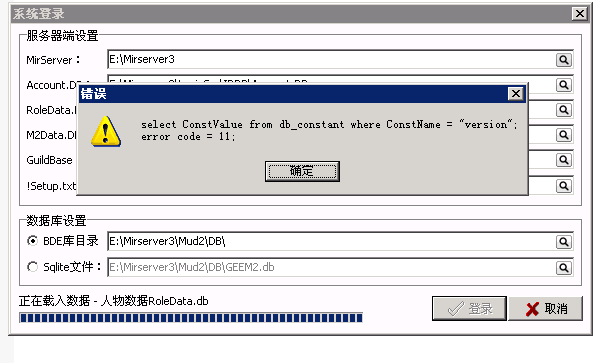 系统登录
服务器端设置
MirServer： E:\Mirserver3
Account.D
错误
RoleData.
select ConstValue from db_constant where ConstName = "version";
M2Data.D
error code = 11;
GuildBase
确定
!Setup.txt
数据库设置
BDE库目录 E:\Mirserver3\Mud2\DB\
Sqlite文件： E:\Mirserver3\Mud2\DB\GEEM2.db
正在载入数据 - 人物数据RoleData.db
登录 取消